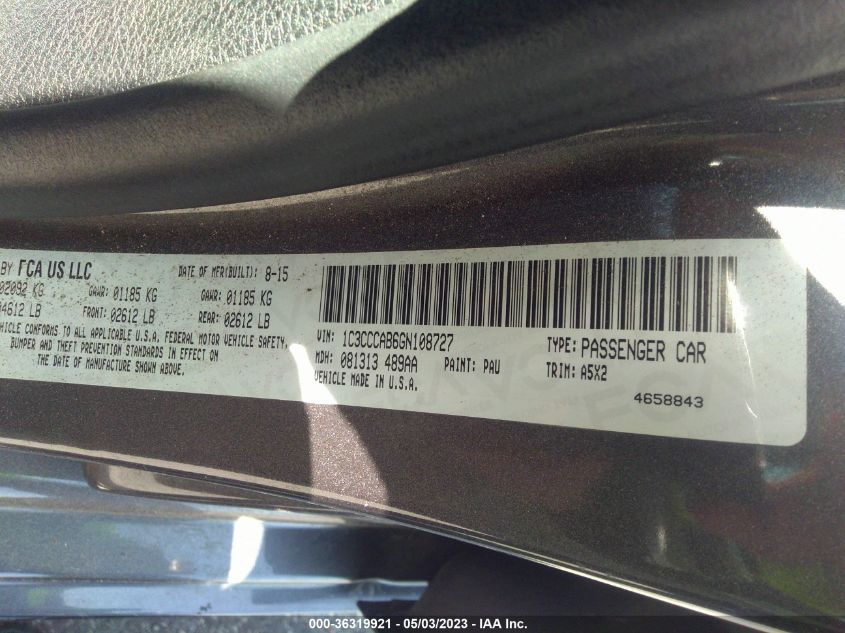 BY FCA US LLC DATE OF MFR(BUILT): 8-15
02092 KG GAWR: 01185 KG GAWR: 01185 KG
4612 LB FRONT: 02612 LB REAR: 02612 LB
VEHICLE CONFORMS TO ALL APPLICABLE U.S.A. FEDERAL MOTOR VEHICLE SAFETY,
BUMPER AND THEFT PREVENTION STANDARDS IN EFFECT ON
THE DATE OF MANUFACTURE SHOWN ABOVE.
VIN: 1C3CCCAB6GN108727 TYPE: PASSENGER CAR
MDH: 081313 489AA PAINT: PAU TRIM: A5X2
VEHICLE MADE IN U.S.A.
4658843
000-36319921 - 05/03/2023 - IAA Inc.